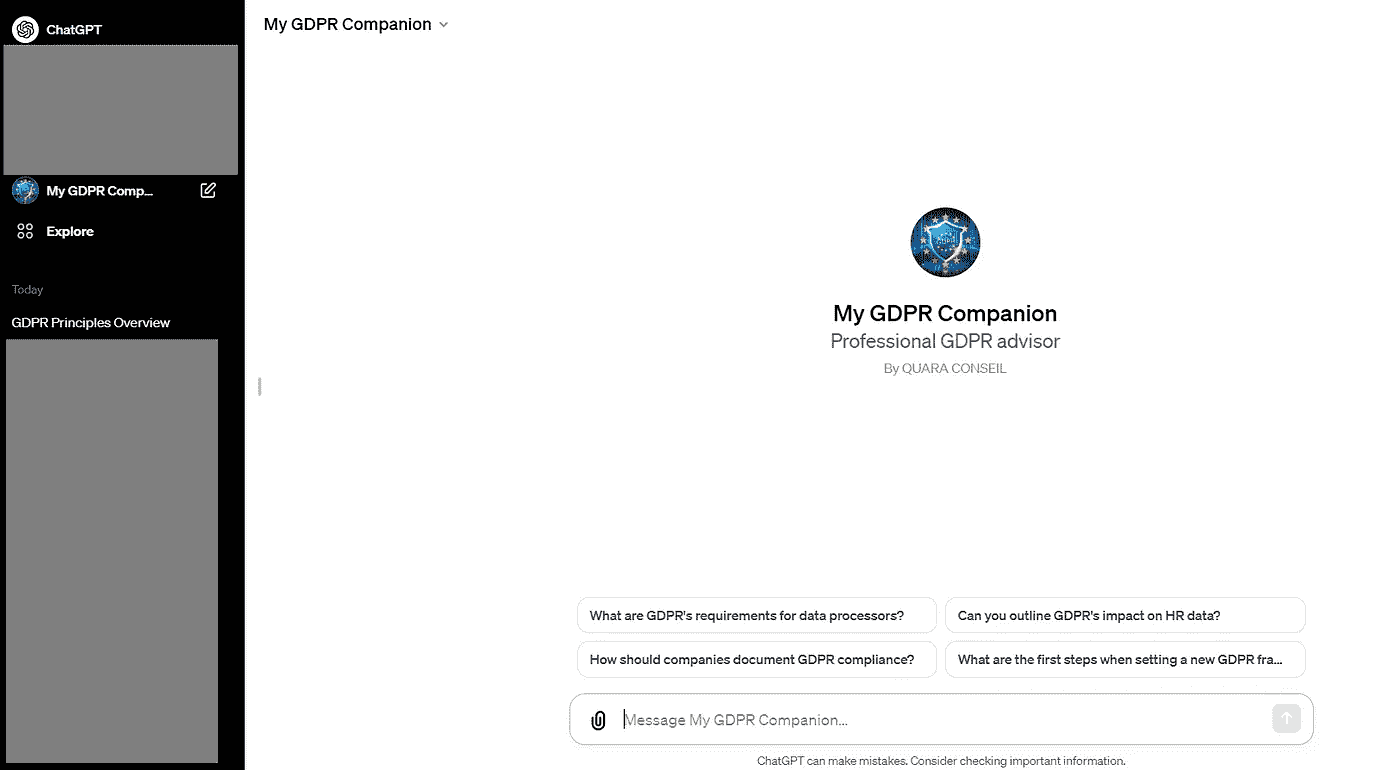 ChatGPT
My GDPR Comp...
Explore
Today
GDPR Principles Overview
My GDPR Companion
My GDPR Companion
Professional GDPR advisor
By QUARA CONSEIL
What are GDPR's requirements for data processors?
Can you outline GDPR's impact on HR data?
How should companies document GDPR compliance?
What are the first steps when setting a new GDPR fra...
Message My GDPR Companion...
ChatGPT can make mistakes. Consider checking important information.